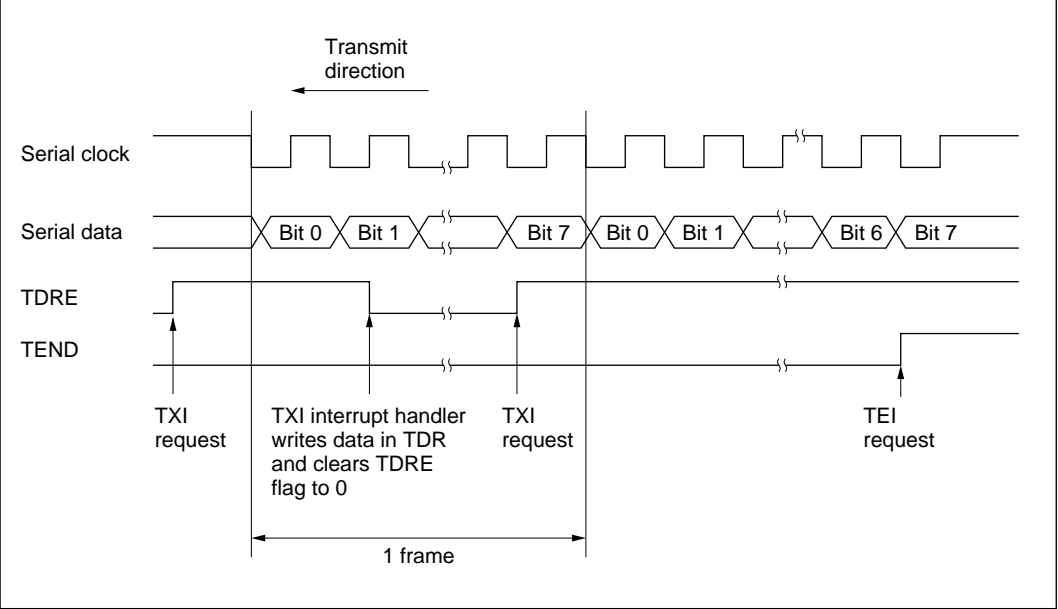 Transmit
direction
Serial clock
Serial data
Bit 0
Bit 1
Bit 7
Bit 0
Bit 1
Bit 6
Bit 7
TDRE
TEND
TXI
request
TXI interrupt handler
writes data in TDR
and clears TDRE
flag to 0
TXI
request
TEI
request
1 frame